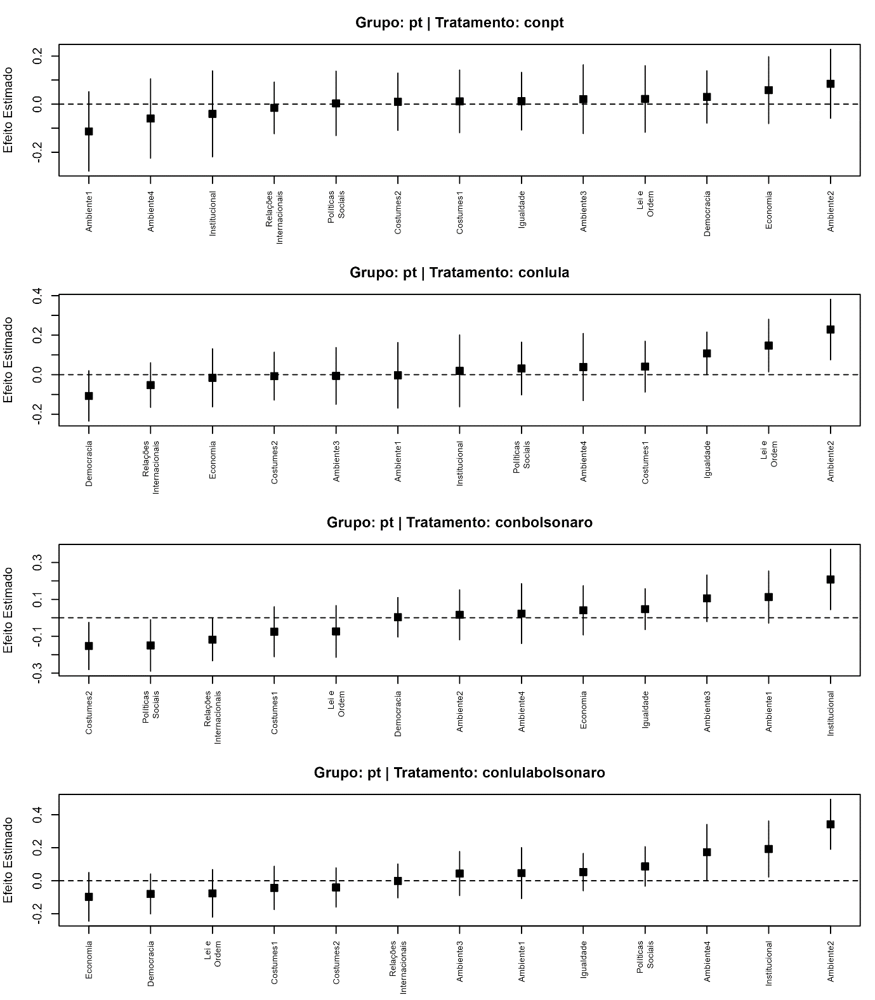 Grupo: pt | Tratamento: conpt
Efeito Estimado
0.2
0.0
-0.2
Ambiente1
Ambiente4
Institucional
Relações
Internacionais
Políticas
Sociais
Costumes2
Costumes1
Igualdade
Ambiente3
Lei e
Ordem
Democracia
Economia
Ambiente2
Grupo: pt | Tratamento: conlula
Efeito Estimado
0.4
0.2
0.0
-0.2
Democracia
Relações
Internacionais
Economia
Costumes2
Ambiente3
Ambiente1
Institucional
Políticas
Sociais
Ambiente4
Costumes1
Igualdade
Lei e
Ordem
Ambiente2
Grupo: pt | Tratamento: conbolsonaro
Efeito Estimado
0.3
0.1
-0.1
-0.3
Costumes2
Políticas
Sociais
Relações
Internacionais
Costumes1
Lei e
Ordem
Democracia
Ambiente2
Ambiente4
Economia
Igualdade
Ambiente3
Ambiente1
Institucional
Grupo: pt | Tratamento: conlulabolsonaro
Efeito Estimado
0.4
0.2
0.0
-0.2
Economia
Democracia
Lei e
Ordem
Costumes1
Costumes2
Relações
Internacionais
Ambiente3
Ambiente1
Igualdade
Políticas
Sociais
Ambiente4
Institucional
Ambiente2